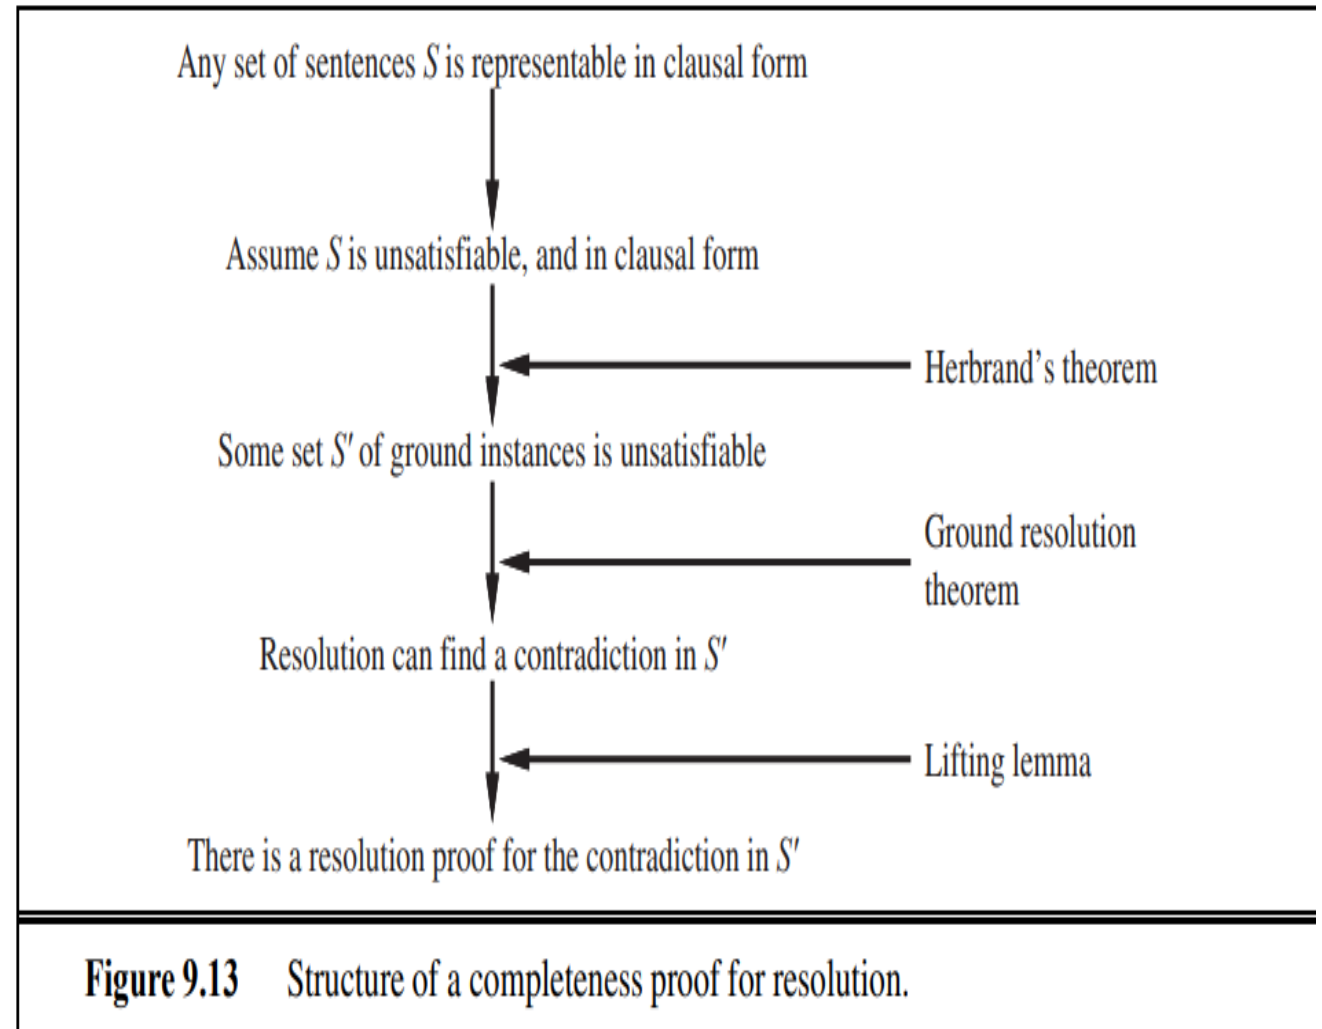 Any set of sentences S is representable in clausal form
Assume S is unsatisfiable, and in clausal form
Herbrand's theorem
Some set S′ of ground instances is unsatisfiable
Ground resolution
theorem
Resolution can find a contradiction in S′
Lifting lemma
There is a resolution proof for the contradiction in S′
Figure 9.13 Structure of a completeness proof for resolution.